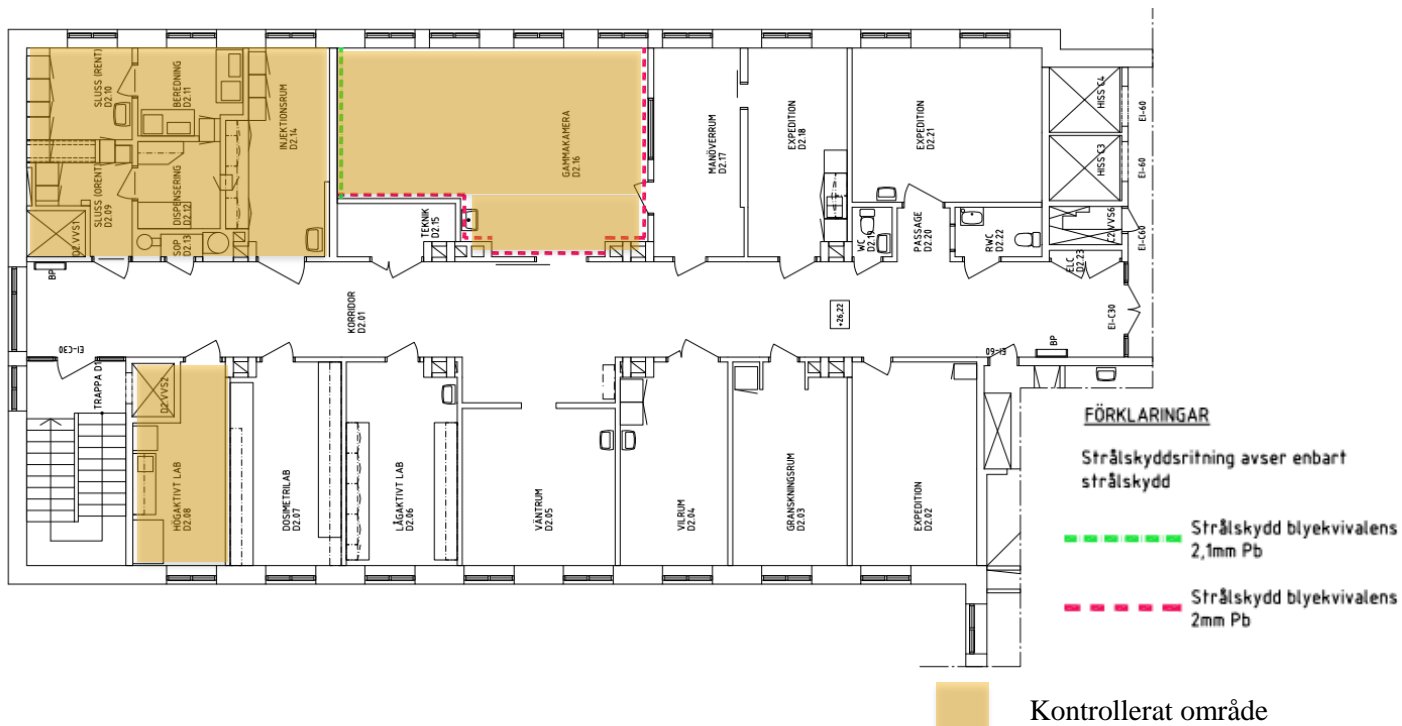 SLUSS (RENT)
D2.10
BEREDNING
D2.11
INJEKTIONSRUM
D2.14
GAMMAKAMERA
D2.16
MANÖVERRUM
D2.17
EXPEDITION
D2.18
EXPEDITION
D2.21
HISS C4
EI-60
HISS C3
EI-60
SLUSS (ORENT)
D2.09
DISPENSERING
D2.12
D2 VVS1
SOP
D2.13
TEKNIK
D2.15
WC
D2.19
PASSAGE
D2.20
RWC
D2.22
C2 VVS6
EI-C60
ELC
D2.23
BP
KORRIDOR
D2.01
+26,22
EI-C30
EI-C30
BP
EI-60
TRAPPA D1
D2 VVS2
HÖGAKTIVT LAB
D2.08
DOSIMETRILAB
D2.07
LÅGAKTIVT LAB
D2.06
VÄNTRUM
D2.05
VILRUM
D2.04
GRANSKNINGSRUM
D2.03
EXPEDITION
D2.02
FÖRKLARINGAR
Strålskyddsritning avser enbart
strålskydd
Strålskydd blyekvivalens
2,1mm Pb
Strålskydd blyekvivalens
2mm Pb
Kontrollerat område